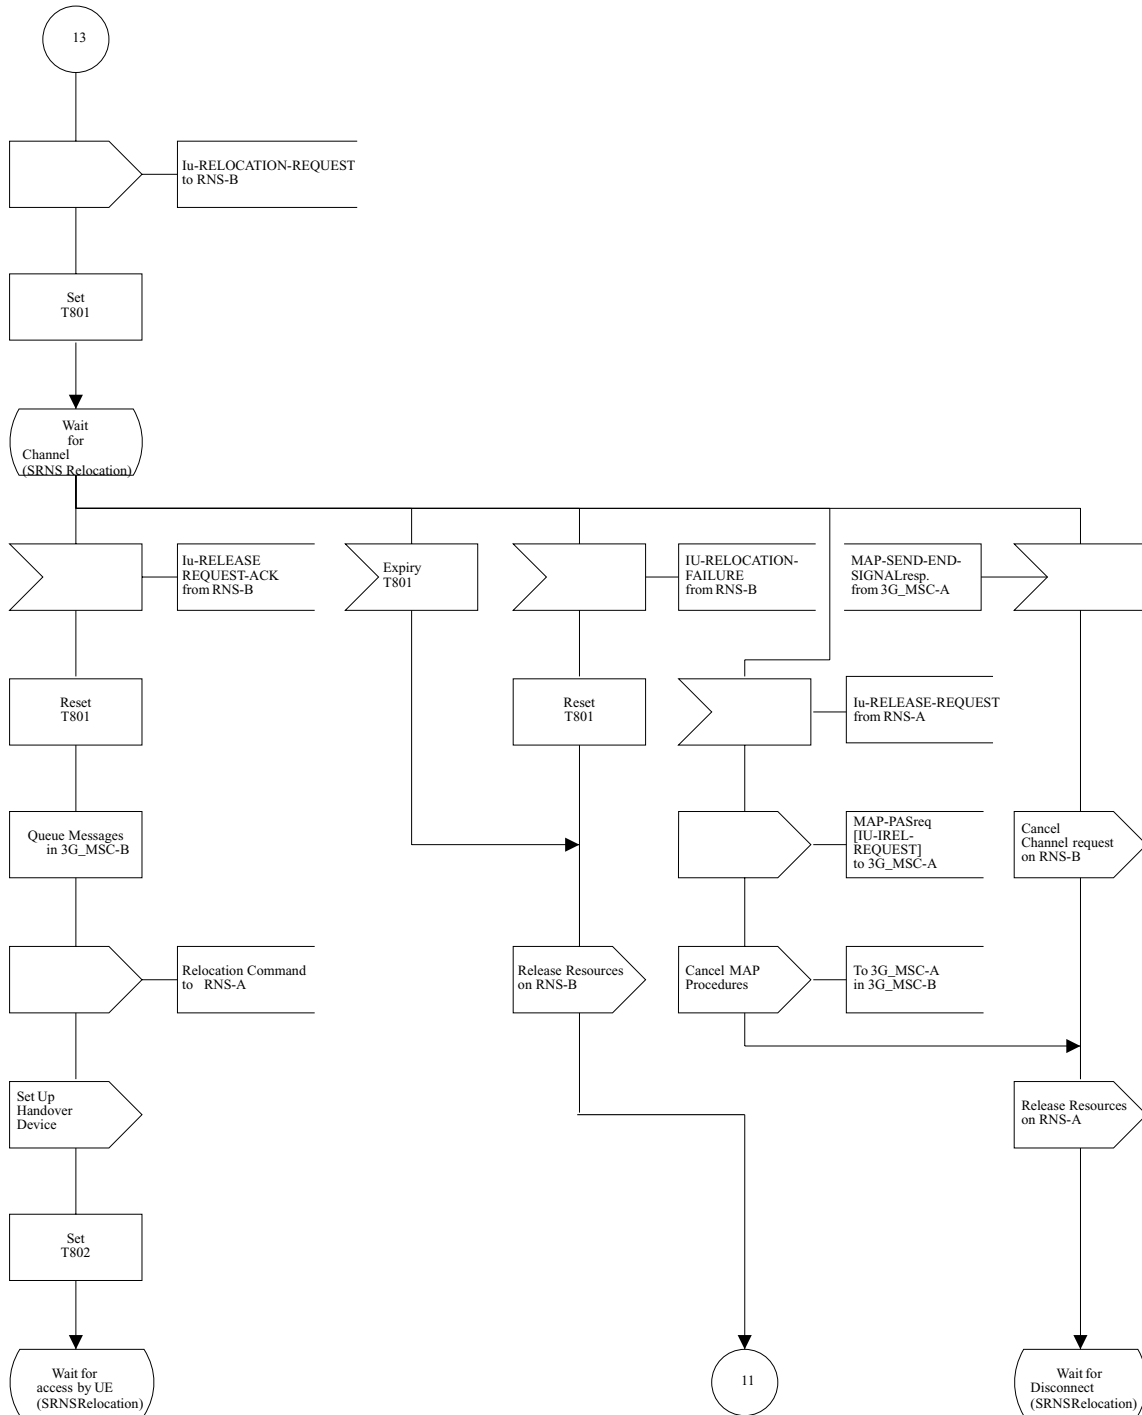 13
Iu-RELOCATION-REQUEST
to RNS-B
Set
T801
Wait
for
Channel
(SRNS Relocation)
Iu-RELEASE
REQUEST-ACK
from RNS-B
Expiry
T801
IU-RELOCATION-
FAILURE
from RNS-B
MAP-SEND-END-
SIGNALresp.
from 3G_MSC-A
Reset
T801
Reset
T801
Iu-RELEASE-REQUEST
from RNS-A
Queue Messages
in 3G_MSC-B
MAP-PASreq
[IU-IREL-
REQUEST]
to 3G_MSC-A
Cancel
Channel request
on RNS-B
Relocation Command
to RNS-A
Release Resources
on RNS-B
Cancel MAP
Procedures
To 3G_MSC-A
in 3G_MSC-B
Set Up
Handover
Device
Release Resources
on RNS-A
Set
T802
Wait for
access by UE
(SRNSRelocation)
11
Wait for
Disconnect
(SRNSRelocation)